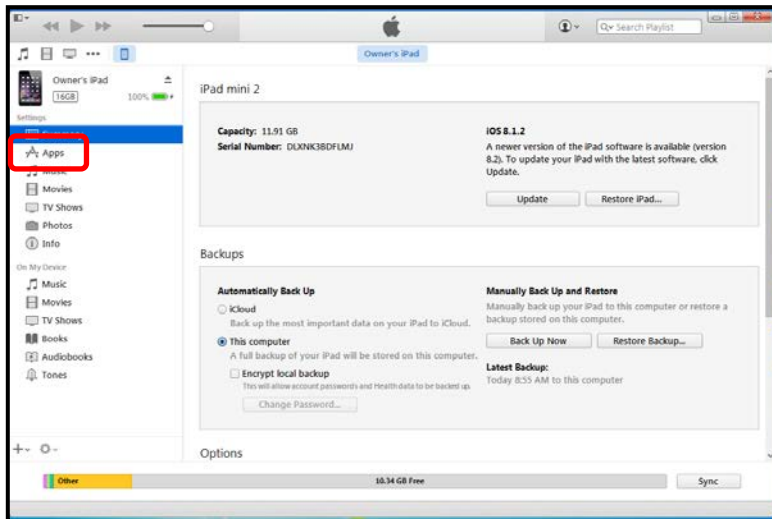 Search Playlist
Owner's iPad
Owner's iPad
16GB
100%
Settings
Summary
Apps
Music
Movies
TV Shows
Photos
Info
On My Device
Music
Movies
TV Shows
Books
Audiobooks
Tones
iPad mini 2
Capacity: 11.91 GB
Serial Number: DLXNK38DFLMJ
iOS 8.1.2
A newer version of the iPad software is available (version
8.2). To update your iPad with the latest software, click
Update.
Update
Restore iPad...
Backups
Automatically Back Up
iCloud
Back up the most important data on your iPad to iCloud.
This computer
A full backup of your iPad will be stored on this computer.
Encrypt local backup
This will allow account passwords and Health data to be backed up.
Change Password...
Manually Back Up and Restore
Manually back up your iPad to this computer or restore a
backup stored on this computer.
Back Up Now
Restore Backup...
Latest Backup:
Today 8:55 AM to this computer
Options
Other
10.34 GB Free
Sync